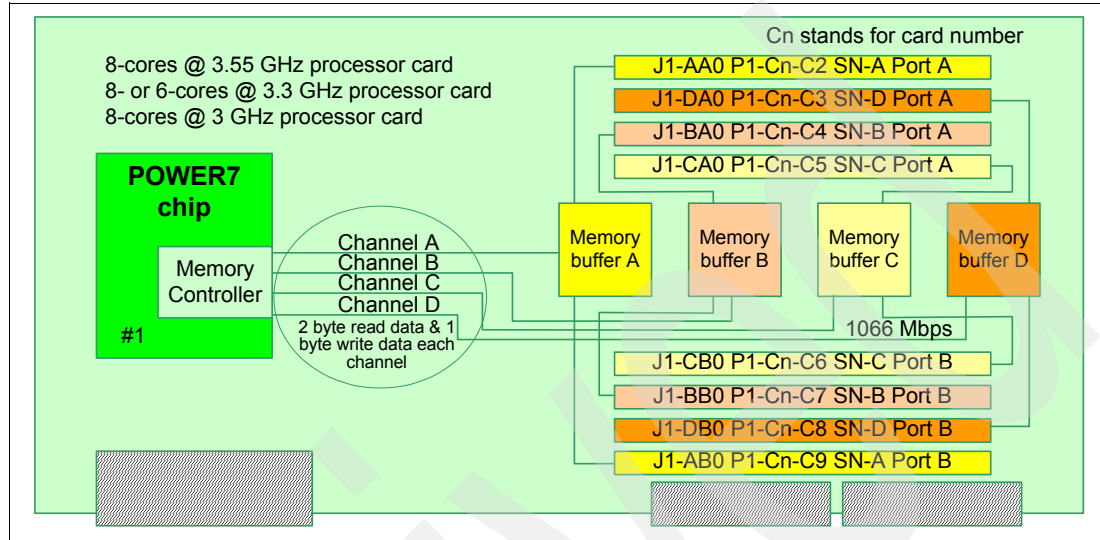 Cn stands for card number
8-cores @ 3.55 GHz processor card
8- or 6-cores @ 3.3 GHz processor card
8-cores @ 3 GHz processor card
J1-AA0 P1-Cn-C2 SN-A Port A
J1-DA0 P1-Cn-C3 SN-D Port A
J1-BA0 P1-Cn-C4 SN-B Port A
J1-CA0 P1-Cn-C5 SN-C Port A
POWER7
chip
Memory
Controller
#1
Channel A
Channel B
Channel C
Channel D
2 byte read data & 1
byte write data each
channel
Memory
buffer A
Memory
buffer B
Memory
buffer C
Memory
buffer D
1066 Mbps
J1-CB0 P1-Cn-C6 SN-C Port B
J1-BB0 P1-Cn-C7 SN-B Port B
J1-DB0 P1-Cn-C8 SN-D Port B
J1-AB0 P1-Cn-C9 SN-A Port B